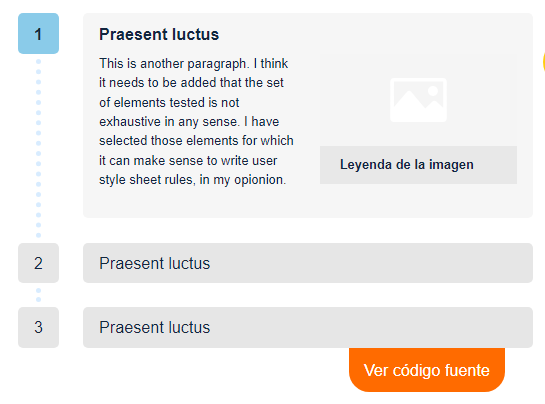 1
Praesent luctus
This is another paragraph. I think
it needs to be added that the set
of elements tested is not
exhaustive in any sense. I have
selected those elements for which
it can make sense to write user
style sheet rules, in my opionion.
Leyenda de la imagen
2
Praesent luctus
3
Praesent luctus
Ver código fuente